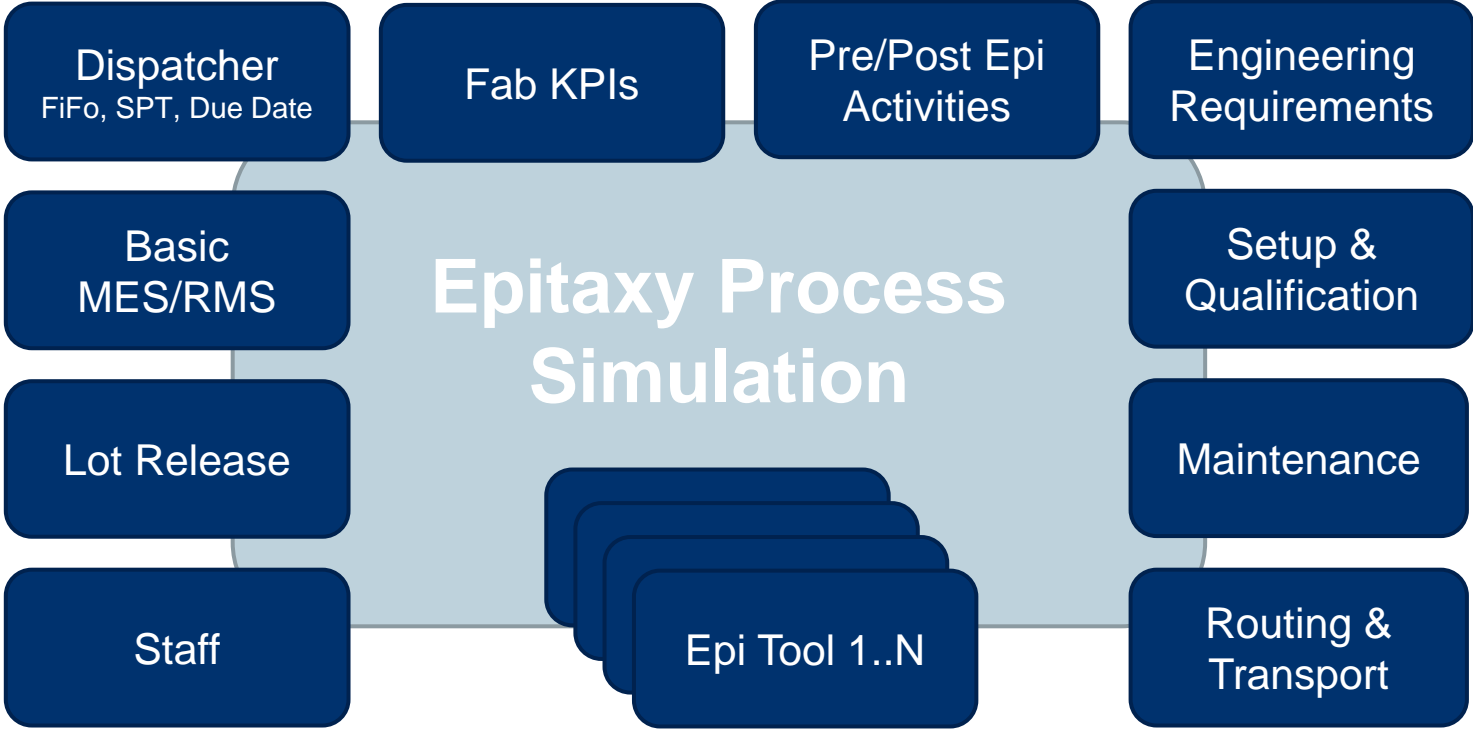 Dispatcher
FiFo, SPT, Due Date
Fab KPIs
Pre/Post Epi
Activities
Engineering
Requirements
Basic
MES/RMS
Epitaxy Process
Simulation
Setup &
Qualification
Lot Release
Maintenance
Staff
Epi Tool 1..N
Routing &
Transport